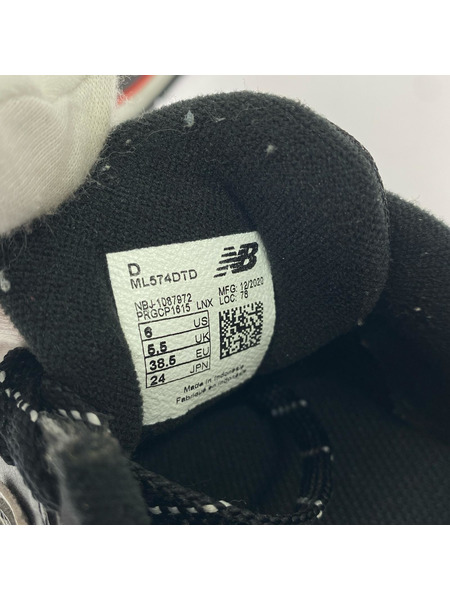 D
ML574DTD
NB
NBJ-1087972
PRGCP1615 LNX
MFG: 12/2020
LOC: 78
6 US
5.5 UK
38.5 EU
24 JPN
Made in Indonesia
Fabriqué en Indonésie